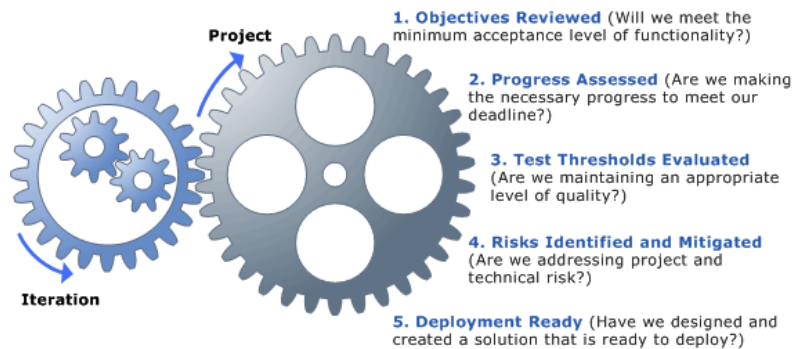 Project
1. Objectives Reviewed (Will we meet the
minimum acceptance level of functionality?)
2. Progress Assessed (Are we making
the necessary progress to meet our
deadline?)
3. Test Thresholds Evaluated
(Are we maintaining an appropriate
level of quality?)
4. Risks Identified and Mitigated
(Are we addressing project and
technical risk?)
Iteration
5. Deployment Ready (Have we designed and
created a solution that is ready to deploy?)